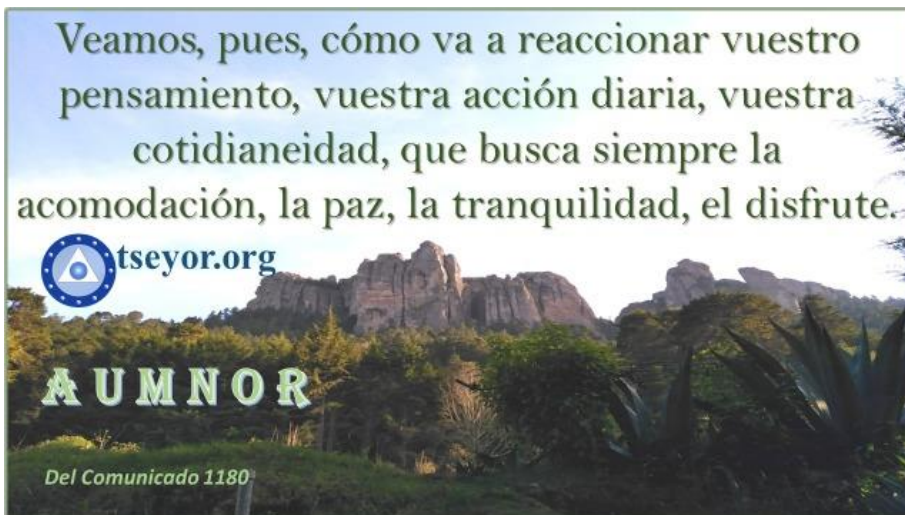 Veamos, pues, cómo va a reaccionar vuestro
pensamiento, vuestra acción diaria, vuestra
cotidianeidad, que busca siempre la
acomodación, la paz, la tranquilidad, el disfrute.
tseyor.org
AUMNOR
Del Comunicado 1180